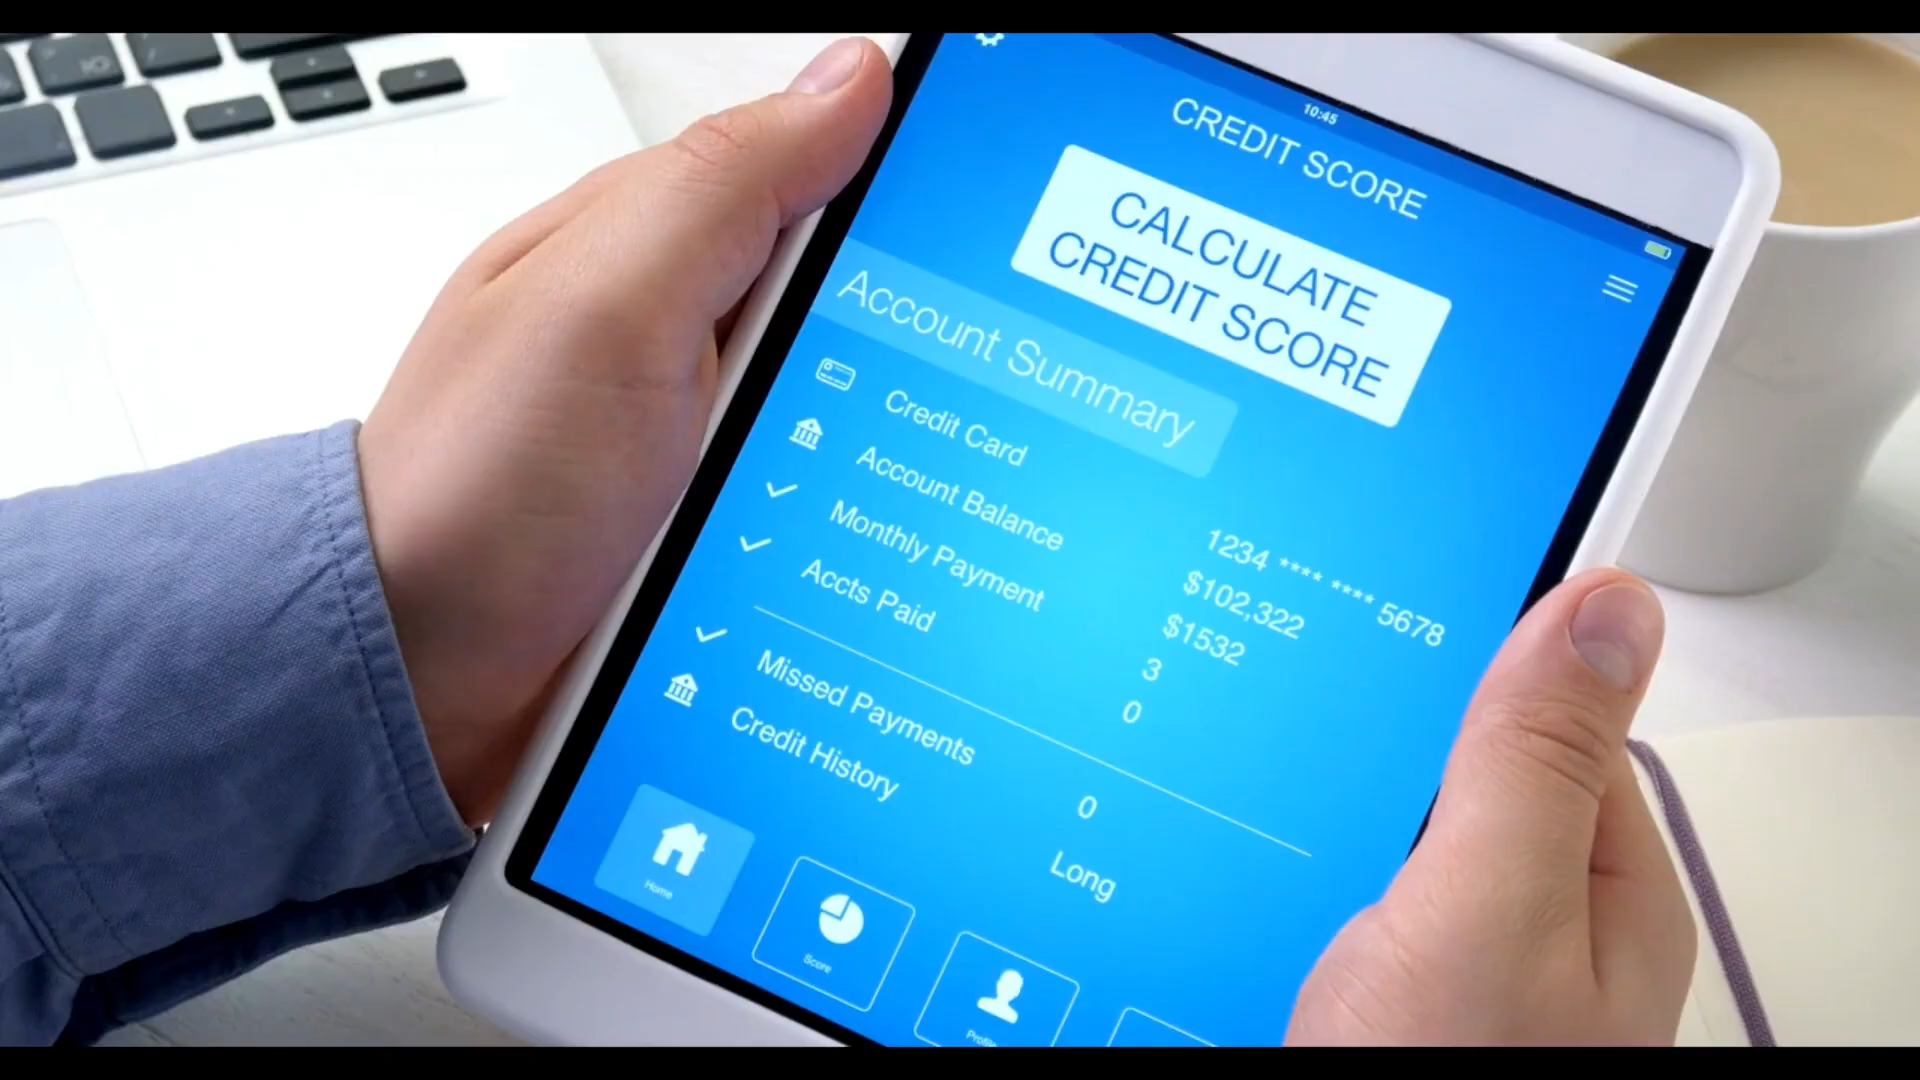 10:45
CREDIT SCORE
CALCULATE
CREDIT SCORE
Account Summary
Credit Card
1234 **** **** 5678
Account Balance
$102,322
Monthly Payment
$1532
Accts Paid
3
0
Missed Payments
0
Credit History
Long
Home
Score
Profile